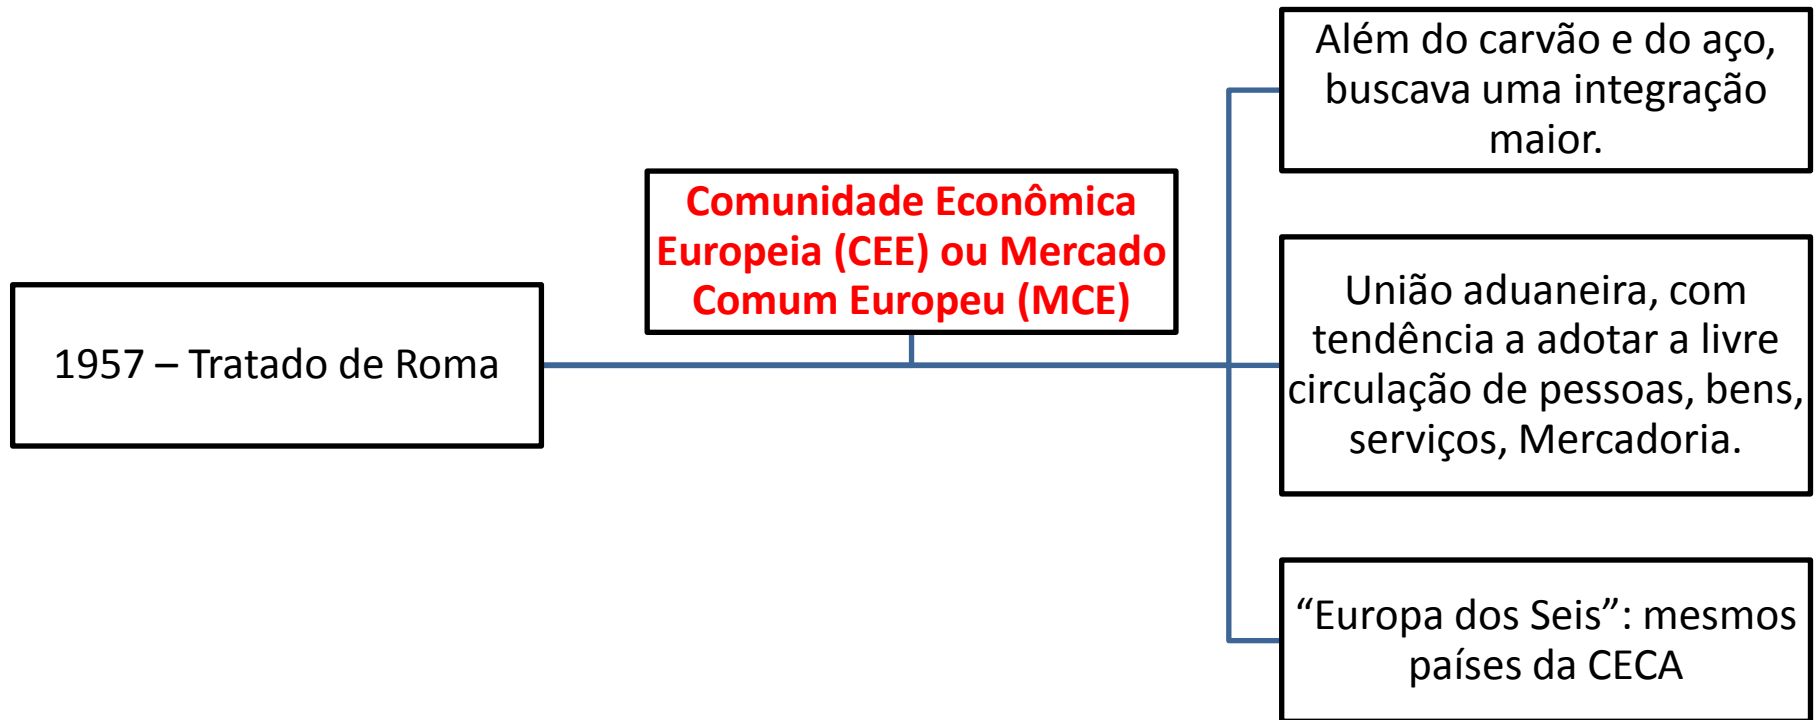 1957 – Tratado de Roma
Comunidade Econômica
Europeia (CEE) ou Mercado
Comum Europeu (MCE)
Além do carvão e do aço,
buscava uma integração
maior.
União aduaneira, com
tendência a adotar a livre
circulação de pessoas, bens,
serviços, Mercadoria.
“Europa dos Seis”: mesmos
países da CECA